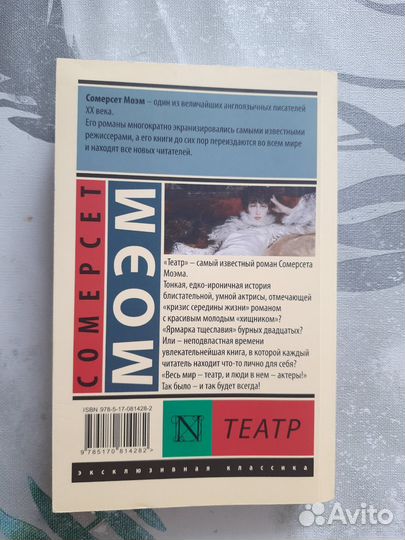 Сомерсет Моэм – один из величайших англоязычных писателей
XX века.
Его романы многократно экранизировались самыми известными
режиссерами, а его книги до сих пор переиздаются во всем мире
и находят все новых читателей.
СОМЕРСЕТ
МОЭМ
«Театр» – самый известный роман Сомерсета
Моэма.
Тонкая, едко-ироничная история
блистательной, умной актрисы, отмечающей
«кризис середины жизни» романом
с красивым молодым «хищником»?
«Ярмарка тщеславия» бурных двадцатых?
Или – неподвластная времени
увлекательнейшая книга, в которой каждый
читатель находит что-то лично для себя?
«Весь мир – театр, и люди в нем – актеры!»
Так было – и так будет всегда!
ISBN 978-5-17-081428-2
9 785170 814282 >
N
ТЕАТР
эксклюзивная классика
Avito